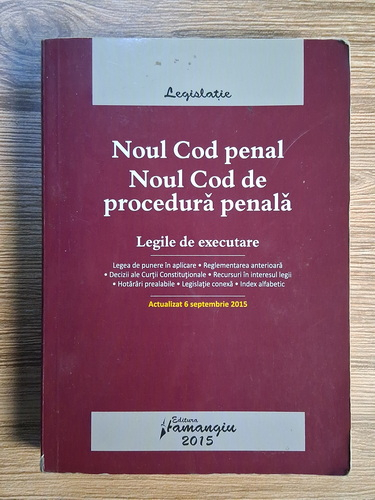 Legislație
Noul Cod penal
Noul Cod de
procedură penală
Legile de executare
Legea de punere în aplicare • Reglementarea anterioară
• Decizii ale Curții Constituționale • Recursuri în interesul legii
• Hotărâri prealabile • Legislație conexă • Index alfabetic
Actualizat 6 septembrie 2015
Editura
Hamangiu
2015